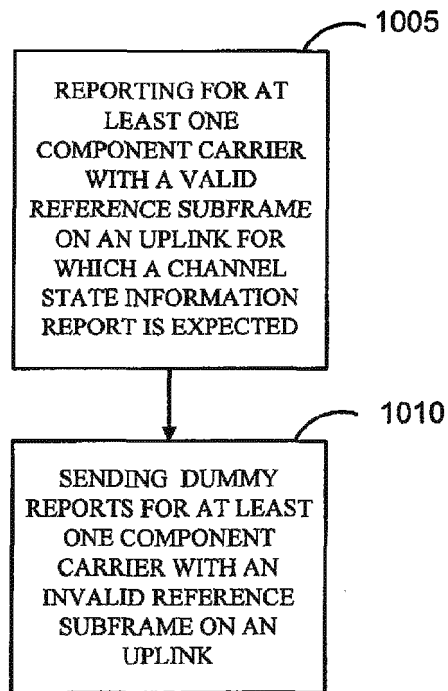 1005
REPORTING FOR AT
LEAST ONE
COMPONENT CARRIER
WITH A VALID
REFERENCE SUBFRAME
ON AN UPLINK FOR
WHICH A CHANNEL
STATE INFORMATION
REPORT IS EXPECTED
1010
SENDING DUMMY
REPORTS FOR AT LEAST
ONE COMPONENT
CARRIER WITH AN
INVALID REFERENCE
SUBFRAME ON AN
UPLINK